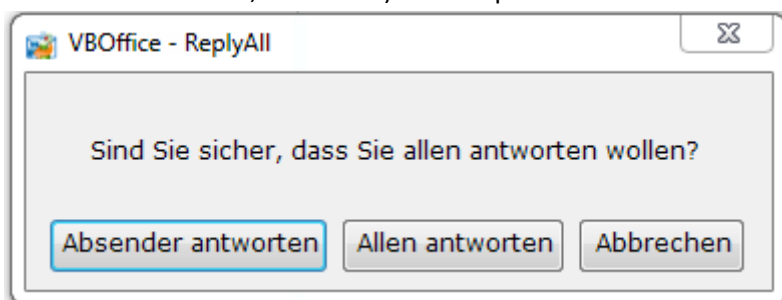 VBOffice - ReplyAll
Sind Sie sicher, dass Sie allen antworten wollen?
Absender antworten
Allen antworten
Abbrechen